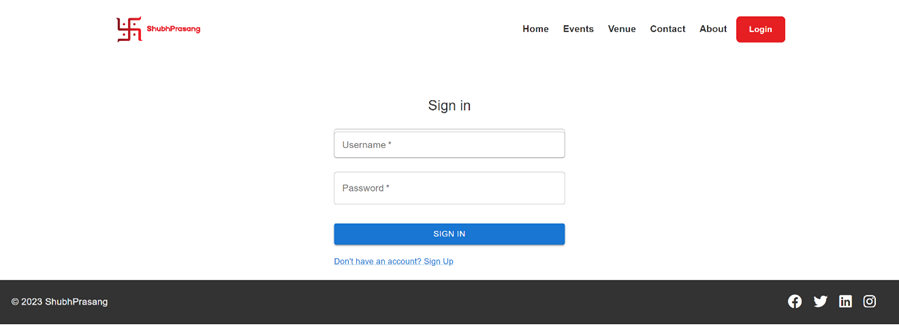 ShubhPrasang
Home Events Venue Contact About Login
Sign in
Username *
Password *
SIGN IN
Don't have an account? Sign Up
© 2023 ShubhPrasang